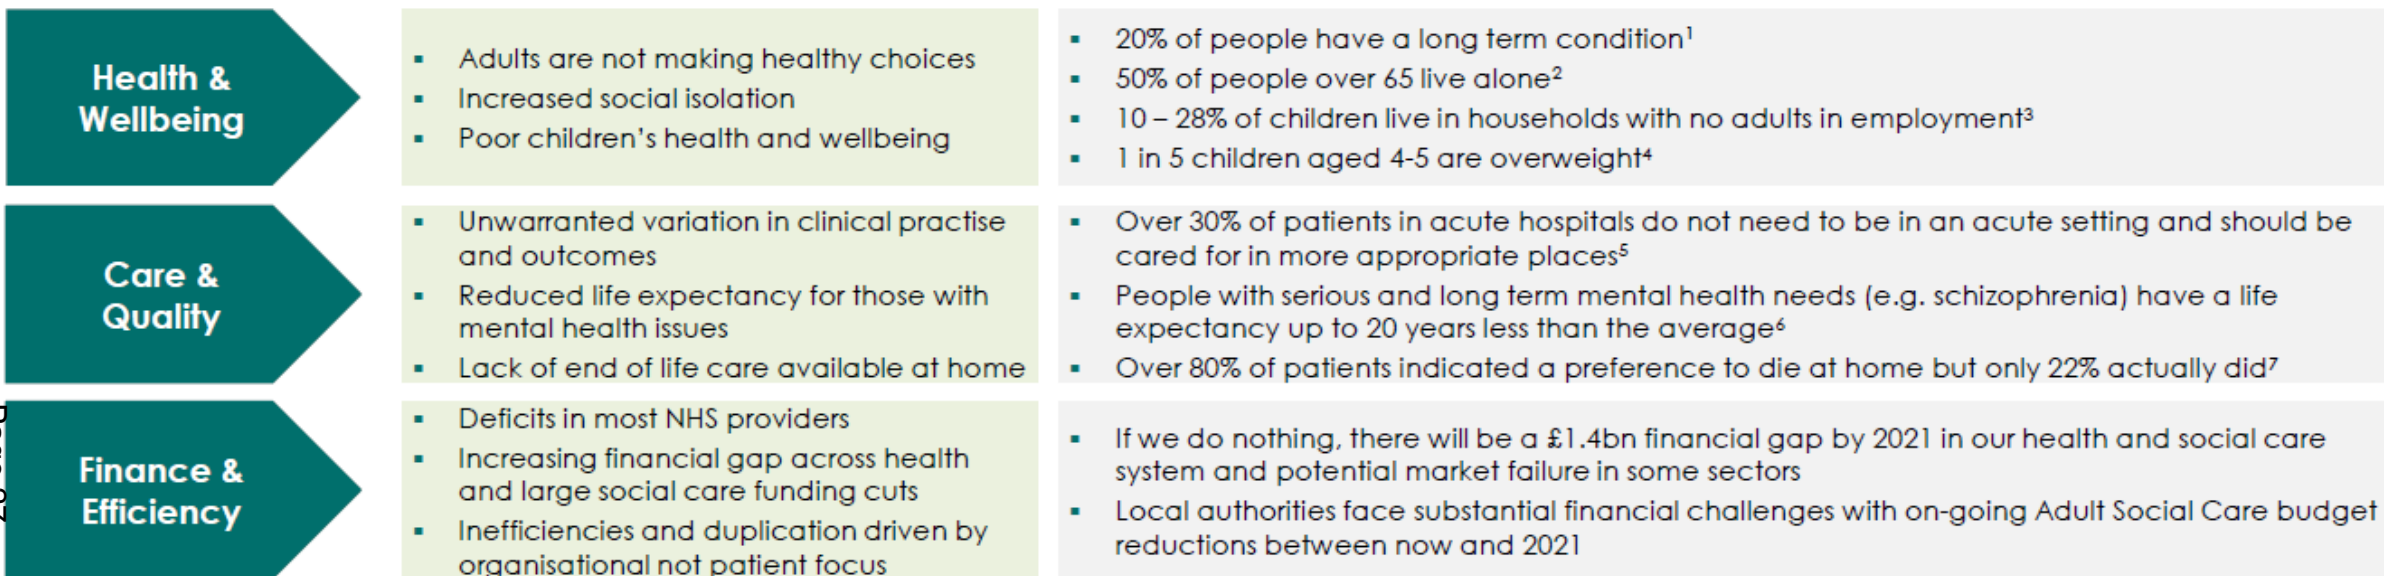 Health &
Wellbeing
▪ Adults are not making healthy choices
▪ Increased social isolation
▪ Poor children's health and wellbeing
▪ 20% of people have a long term condition¹
▪ 50% of people over 65 live alone²
▪ 10 – 28% of children live in households with no adults in employment³
▪ 1 in 5 children aged 4-5 are overweight⁴
Care &
Quality
▪ Unwarranted variation in clinical practise
and outcomes
▪ Reduced life expectancy for those with
mental health issues
▪ Lack of end of life care available at home
▪ Over 30% of patients in acute hospitals do not need to be in an acute setting and should be
cared for in more appropriate places⁵
▪ People with serious and long term mental health needs (e.g. schizophrenia) have a life
expectancy up to 20 years less than the average⁶
▪ Over 80% of patients indicated a preference to die at home but only 22% actually did⁷
Finance &
Efficiency
▪ Deficits in most NHS providers
▪ Increasing financial gap across health
and large social care funding cuts
▪ Inefficiencies and duplication driven by
organisational not patient focus
▪ If we do nothing, there will be a £1.4bn financial gap by 2021 in our health and social care
system and potential market failure in some sectors
▪ Local authorities face substantial financial challenges with on-going Adult Social Care budget
reductions between now and 2021